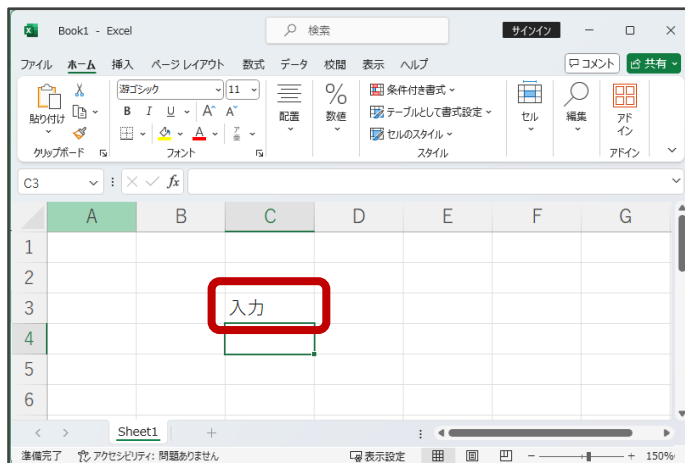 Book1 - Excel
検索
サインイン
ファイル ホーム 挿入 ページ レイアウト 数式 データ 校閲 表示 ヘルプ
コメント
共有
貼り付け
クリップボード
游ゴシック
11
B I U A A
A
フォント
配置
%
数値
条件付き書式
テーブルとして書式設定
セルのスタイル
スタイル
セル
編集
アド
イン
アドイン
C3
fx
A B C D E F G
1
2
3 入力
4
5
6
Sheet1
準備完了
アクセシビリティ: 問題ありません
表示設定
150%